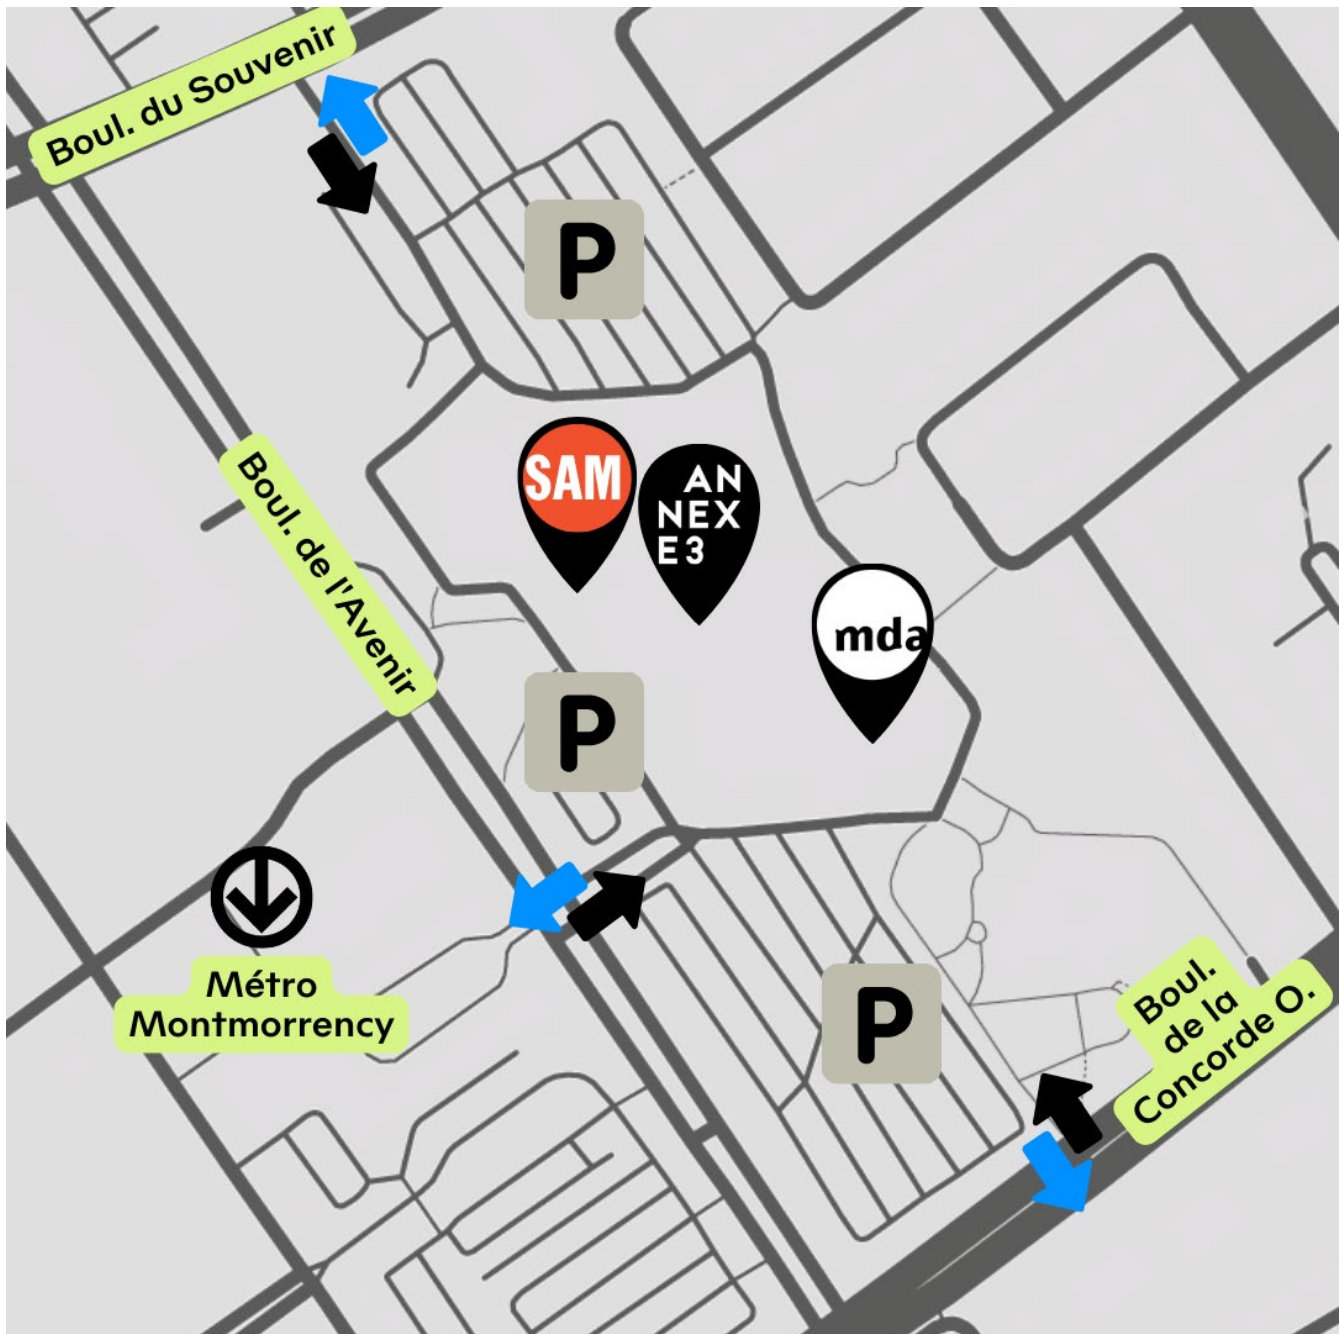 Boul. du Souvenir
P
SAM
AN
NEX
E3
Boul. de l'Avenir
mda
P
Métro
Montmorrency
P
Boul.
de la
Concorde O.